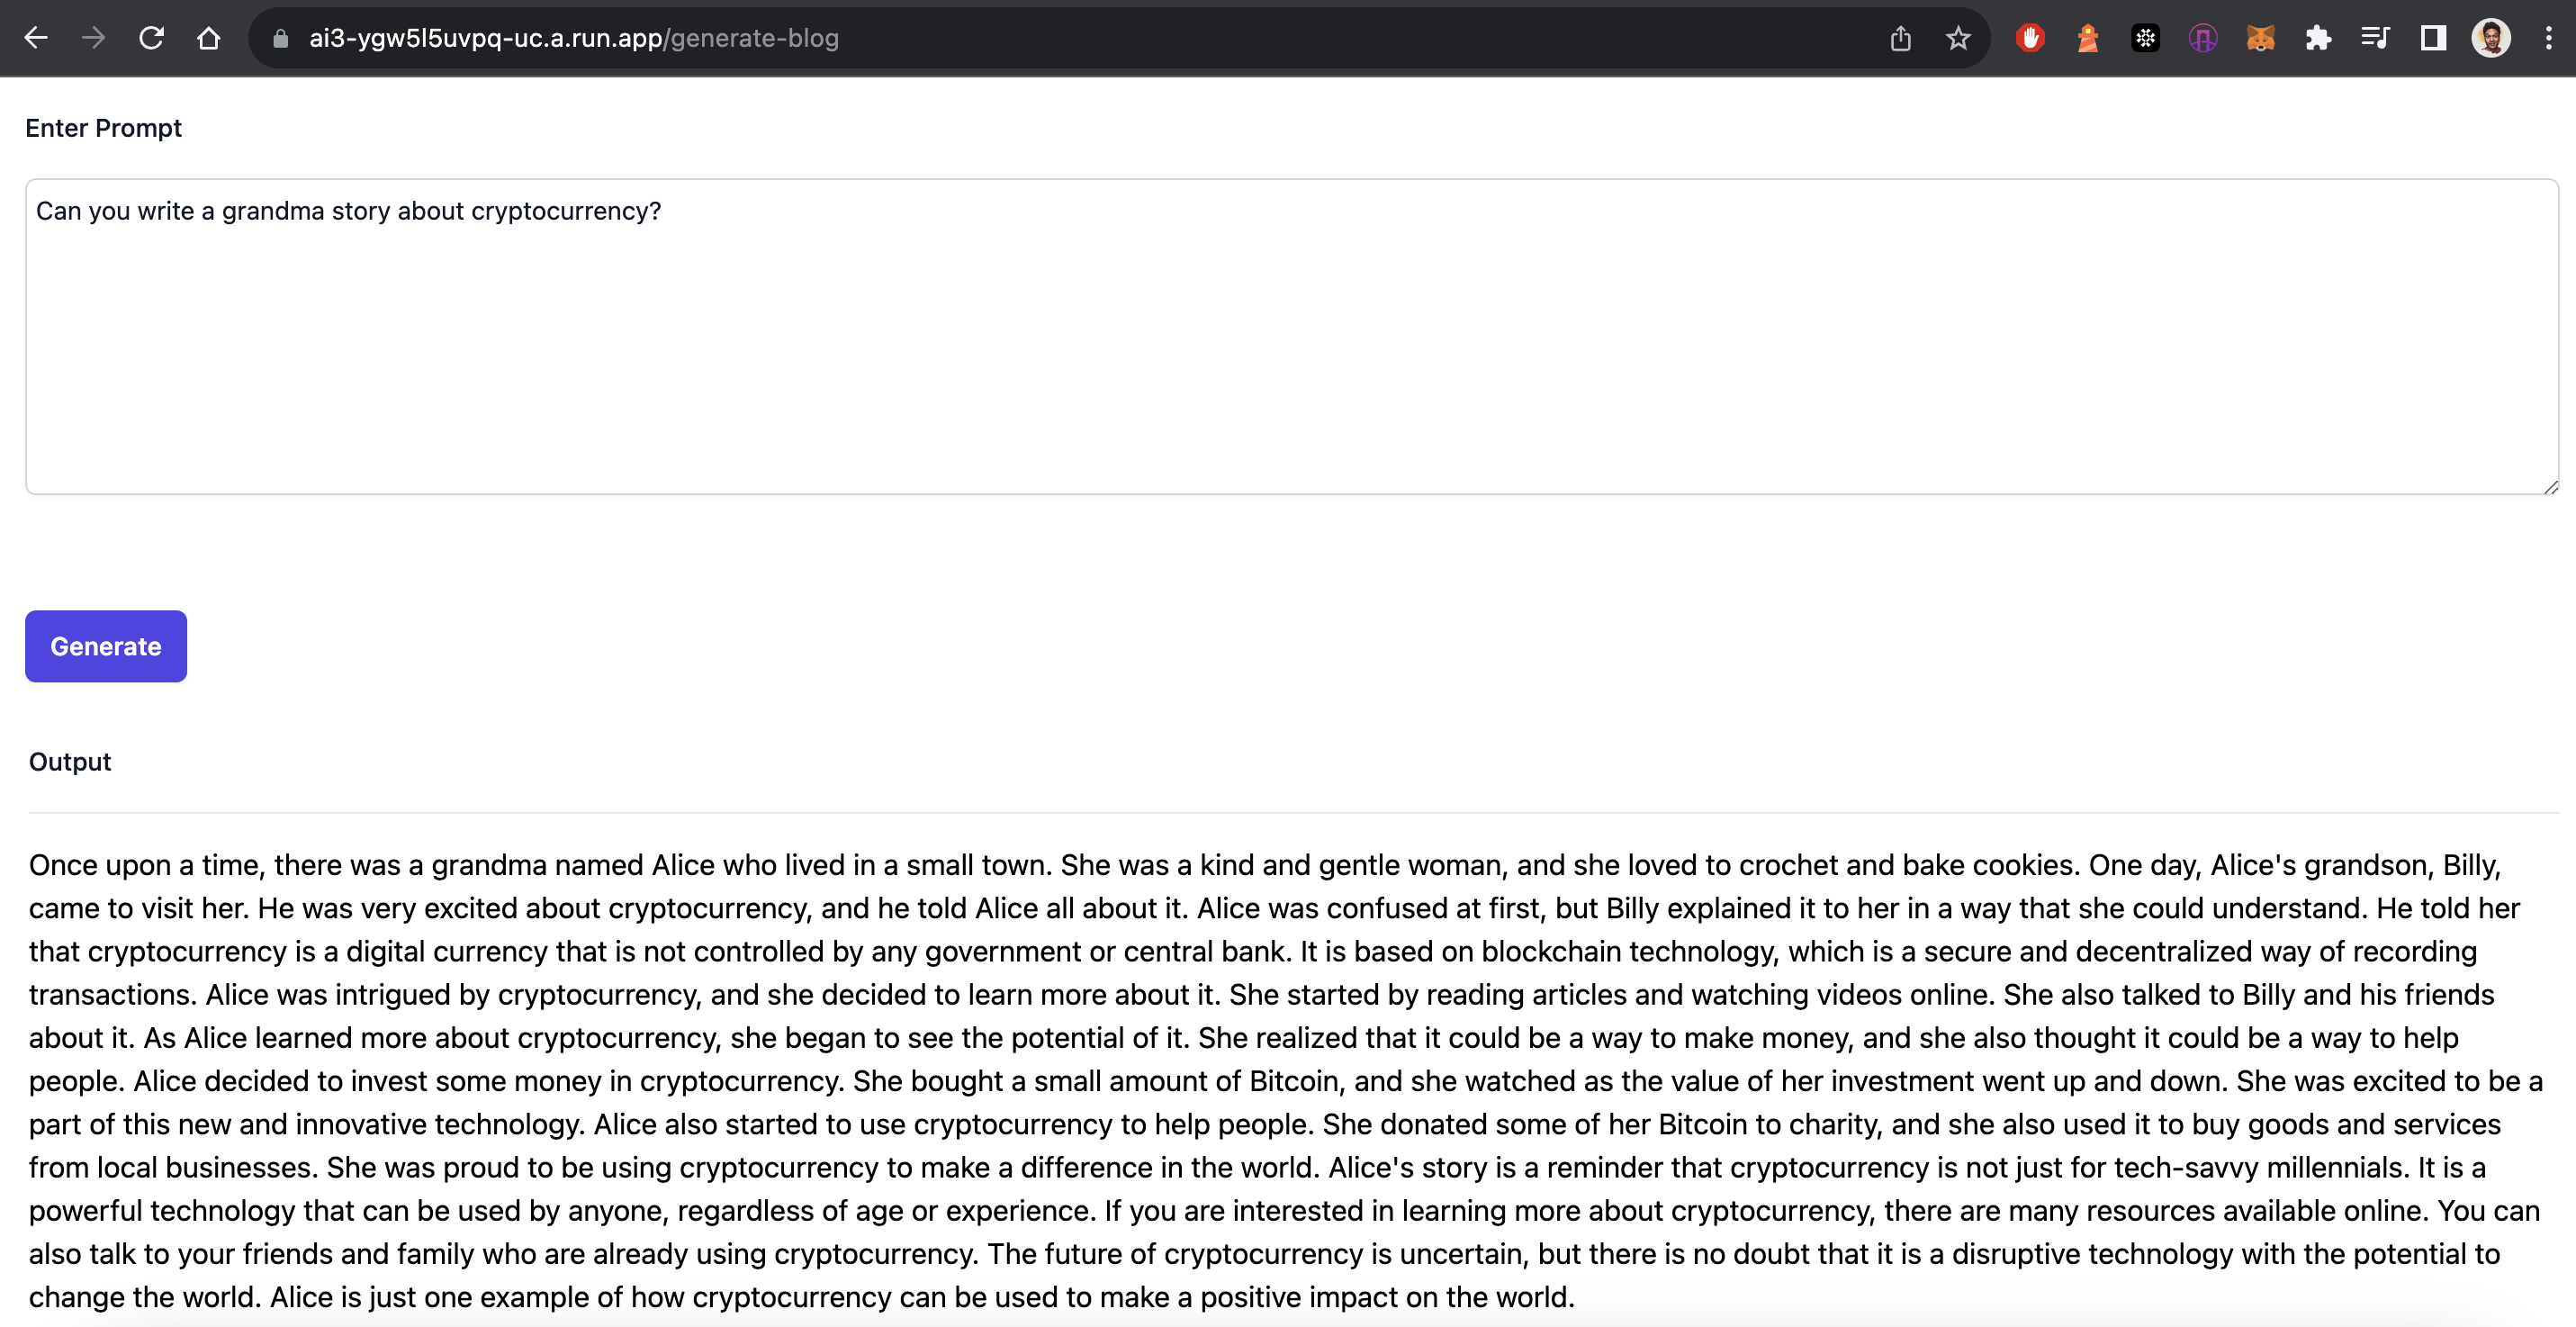 ai3-ygw5l5uvpq-uc.a.run.app/generate-blog
Enter Prompt
Can you write a grandma story about cryptocurrency?
Generate
Output
Once upon a time, there was a grandma named Alice who lived in a small town. She was a kind and gentle woman, and she loved to crochet and bake cookies. One day, Alice's grandson, Billy,
came to visit her. He was very excited about cryptocurrency, and he told Alice all about it. Alice was confused at first, but Billy explained it to her in a way that she could understand. He told her
that cryptocurrency is a digital currency that is not controlled by any government or central bank. It is based on blockchain technology, which is a secure and decentralized way of recording
transactions. Alice was intrigued by cryptocurrency, and she decided to learn more about it. She started by reading articles and watching videos online. She also talked to Billy and his friends
about it. As Alice learned more about cryptocurrency, she began to see the potential of it. She realized that it could be a way to make money, and she also thought it could be a way to help
people. Alice decided to invest some money in cryptocurrency. She bought a small amount of Bitcoin, and she watched as the value of her investment went up and down. She was excited to be a
part of this new and innovative technology. Alice also started to use cryptocurrency to help people. She donated some of her Bitcoin to charity, and she also used it to buy goods and services
from local businesses. She was proud to be using cryptocurrency to make a difference in the world. Alice's story is a reminder that cryptocurrency is not just for tech-savvy millennials. It is a
powerful technology that can be used by anyone, regardless of age or experience. If you are interested in learning more about cryptocurrency, there are many resources available online. You can
also talk to your friends and family who are already using cryptocurrency. The future of cryptocurrency is uncertain, but there is no doubt that it is a disruptive technology with the potential to
change the world. Alice is just one example of how cryptocurrency can be used to make a positive impact on the world.